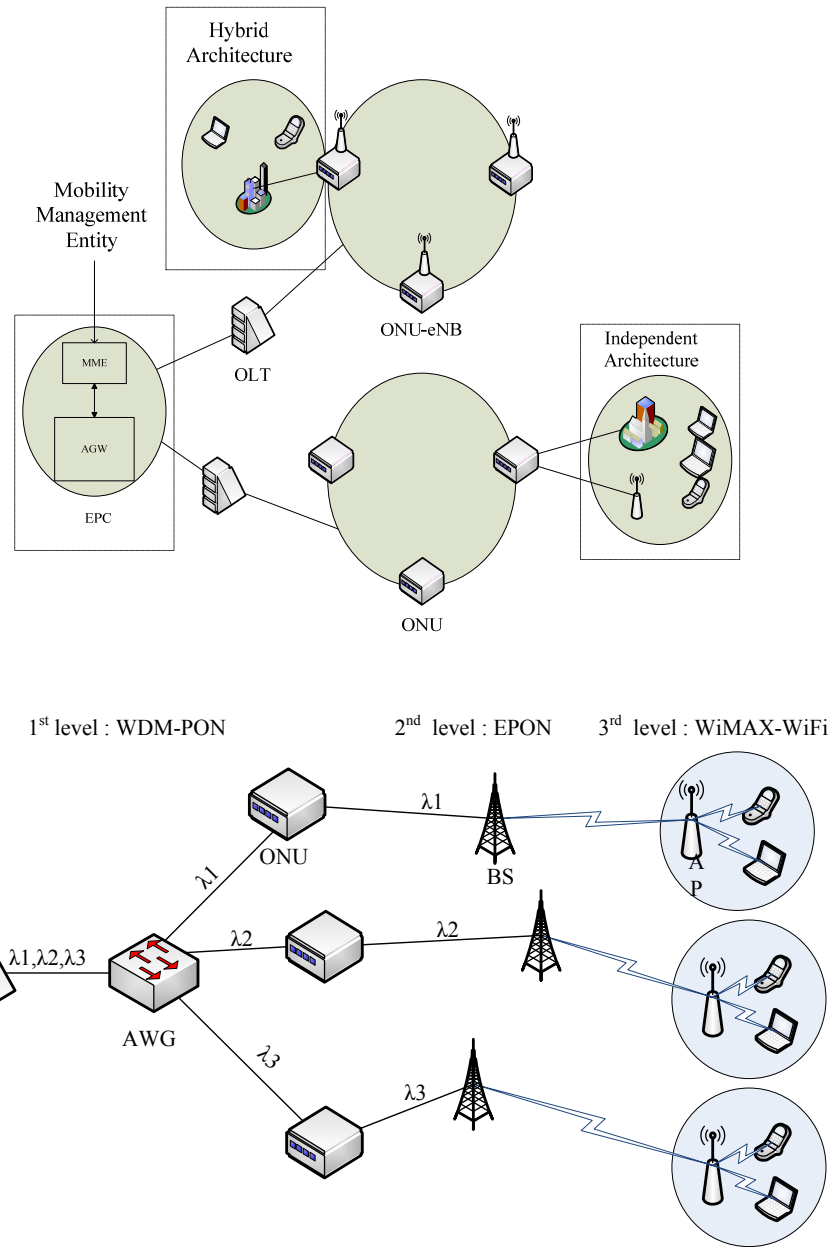 Hybrid
Architecture
Mobility
Management
Entity
ONU-eNB
Independent
Architecture
MME
OLT
AGW
EPC
ONU
1st level : WDM-PON
2nd level : EPON
3rd level : WiMAX-WiFi
λ1
ONU
λ1
BS
A
P
λ1,λ2,λ3
λ2
λ2
AWG
λ3
λ3